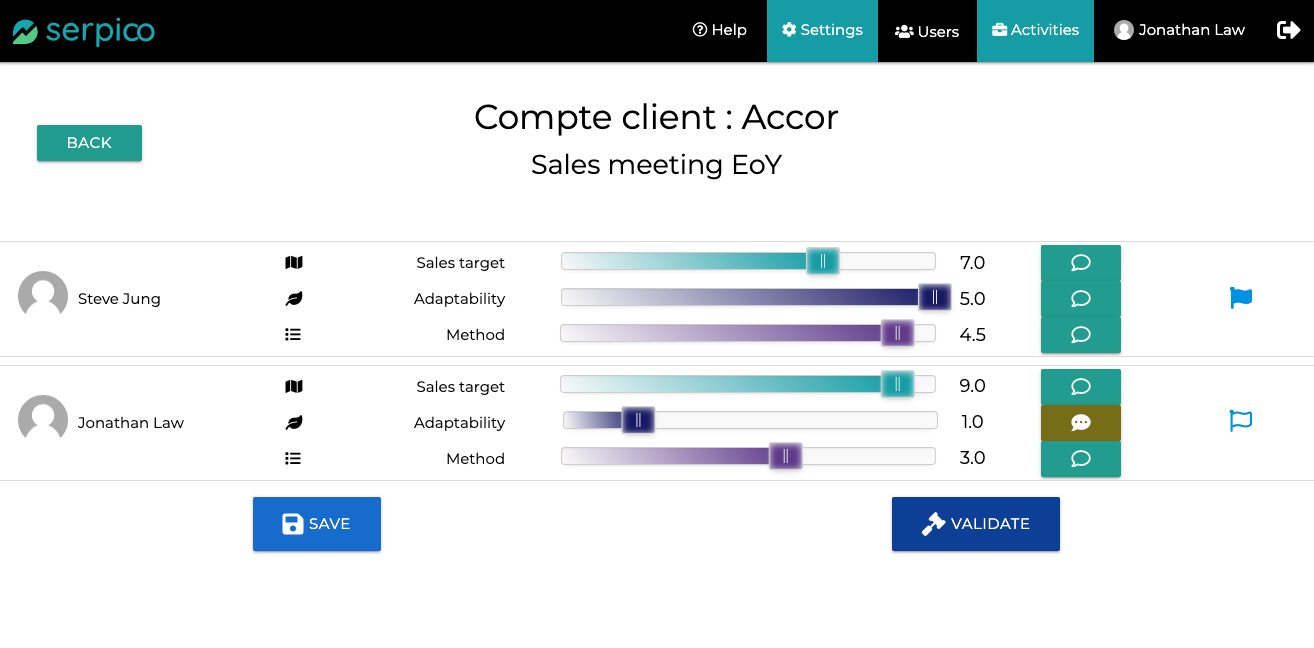 serpico
Help
Settings
Users
Activities
Jonathan Law
BACK
Compte client : Accor
Sales meeting EoY
Steve Jung
Sales target
7.0
Adaptability
5.0
Method
4.5
Jonathan Law
Sales target
9.0
Adaptability
1.0
Method
3.0
SAVE
VALIDATE